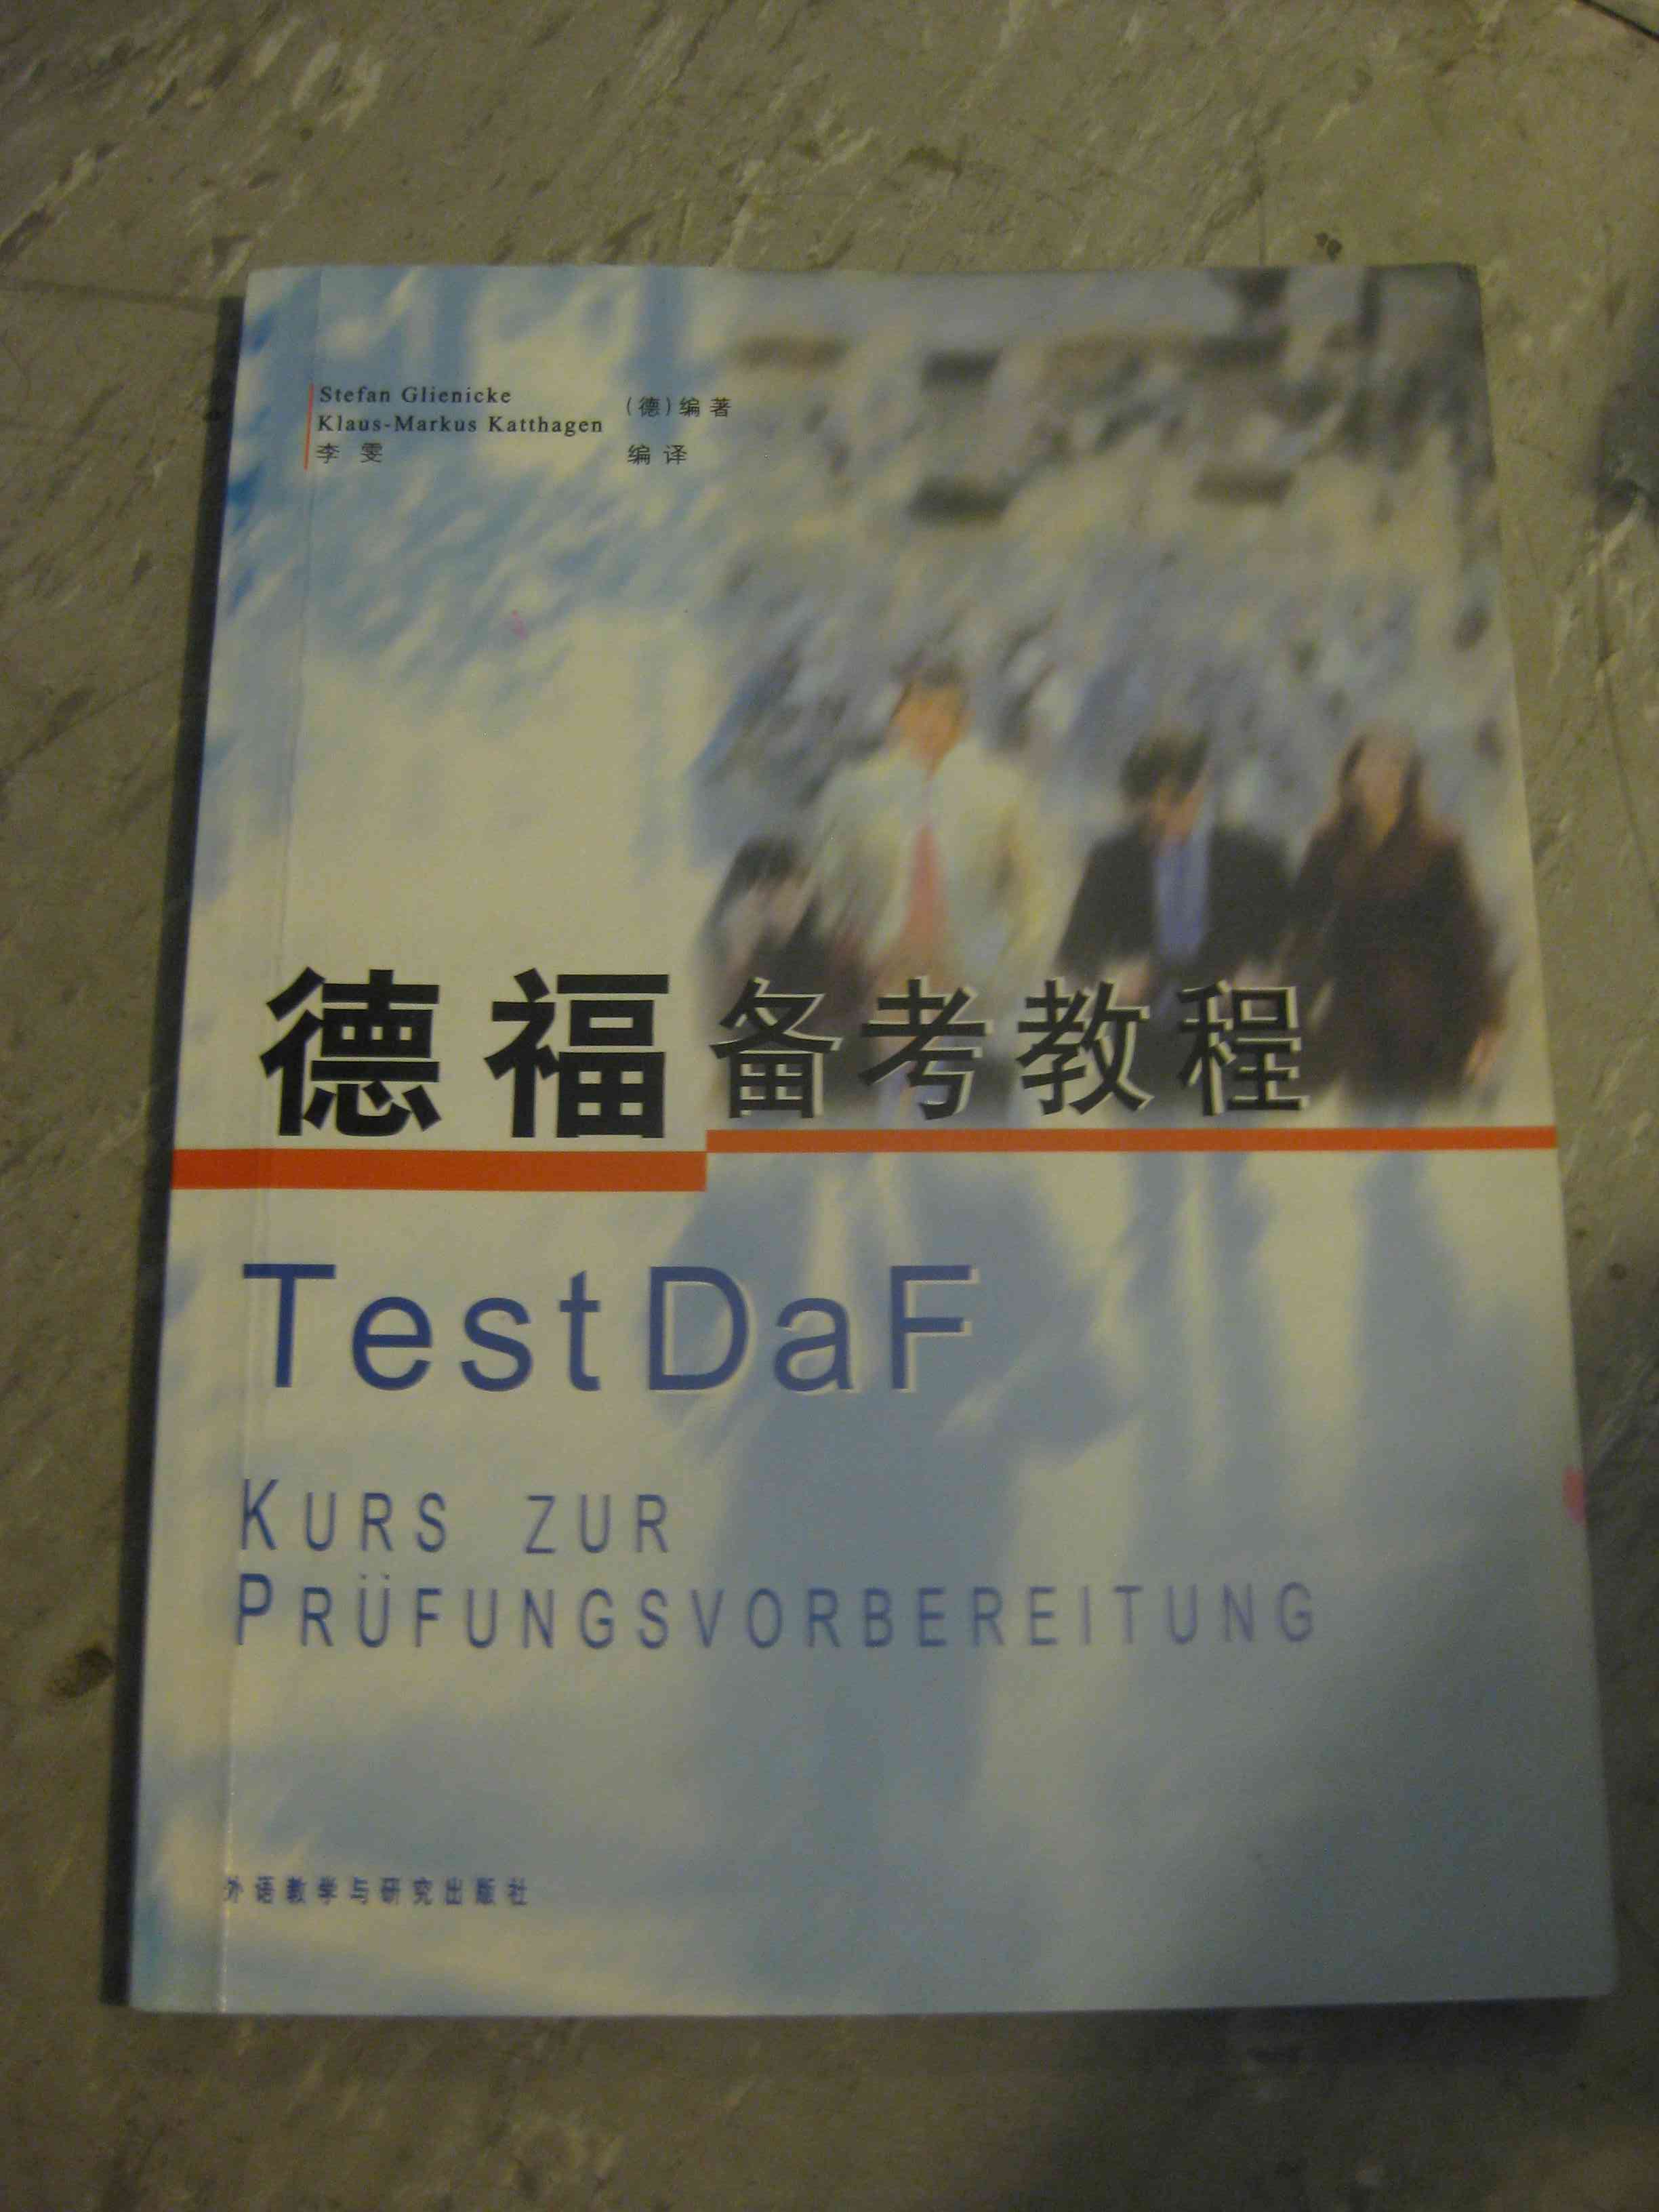 Stefan Glienicke
Klaus-Markus Katthagen (德)编著
李 雯 编译
德福备考教程
TestDaF
KURS ZUR
PRÜFUNGSVORBEREITUNG
外语教学与研究出版社